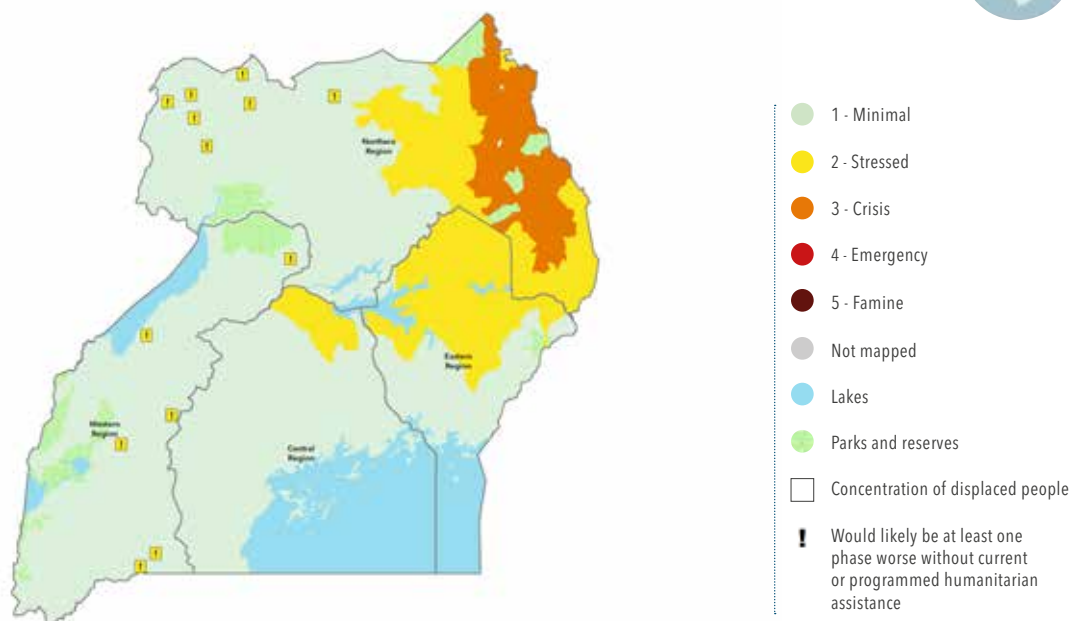 Northern
Region
Eastern
Region
Western
Region
Central
Region
1 - Minimal
2 - Stressed
3 - Crisis
4 - Emergency
5 - Famine
Not mapped
Lakes
Parks and reserves
Concentration of displaced people
! Would likely be at least one
phase worse without current
or programmed humanitarian
assistance